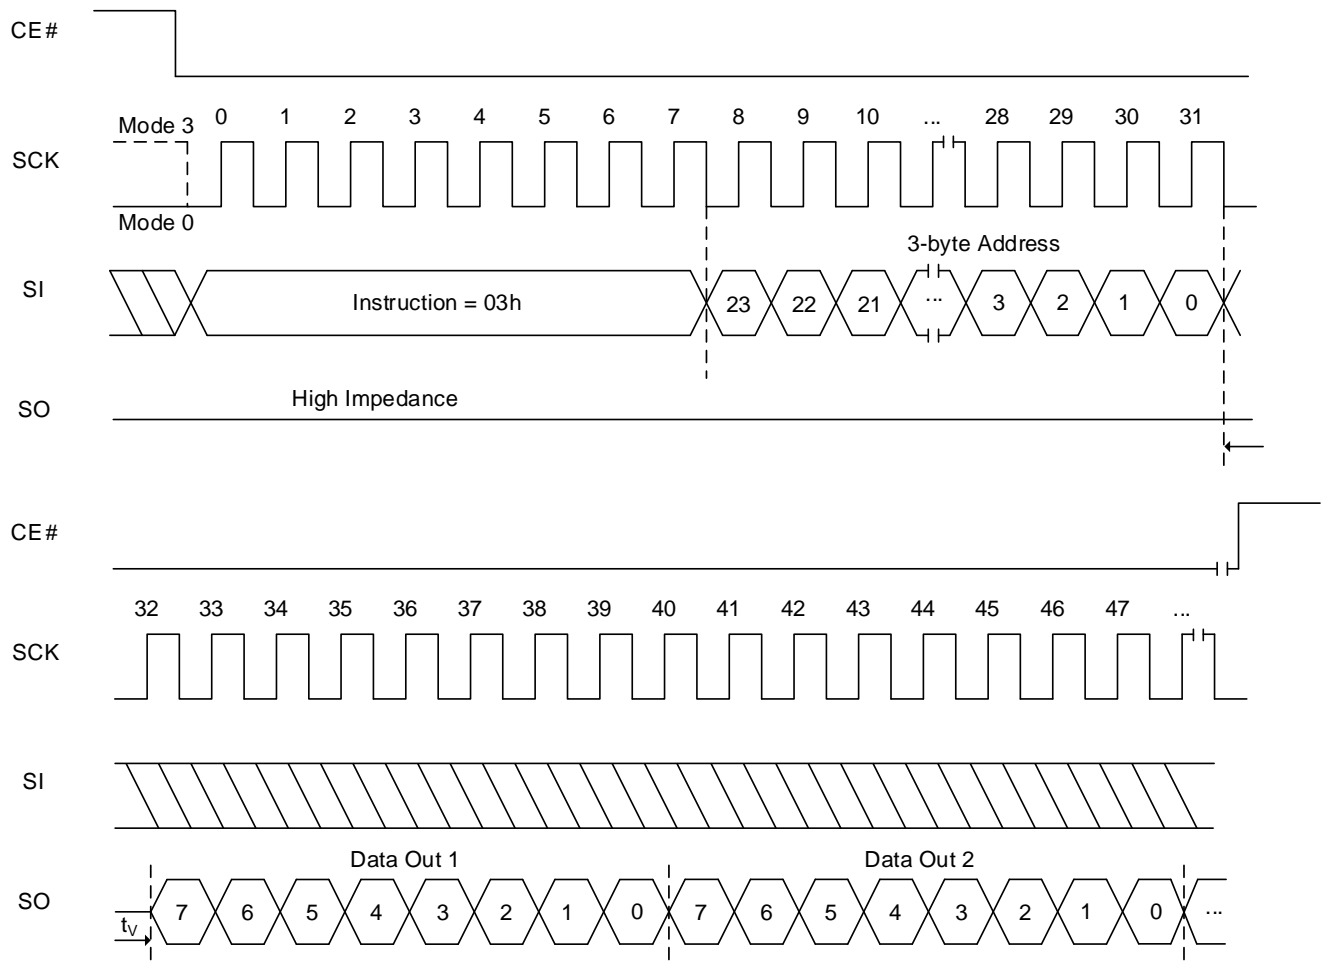 CE#
Mode 3 0 1 2 3 4 5 6 7 8 9 10 ... 28 29 30 31
SCK
Mode 0
3-byte Address
SI Instruction = 03h 23 22 21 ... 3 2 1 0
High Impedance
SO
CE#
32 33 34 35 36 37 38 39 40 41 42 43 44 45 46 47 ...
SCK
SI
Data Out 1 Data Out 2
SO 7 6 5 4 3 2 1 0 7 6 5 4 3 2 1 0 ...
tV